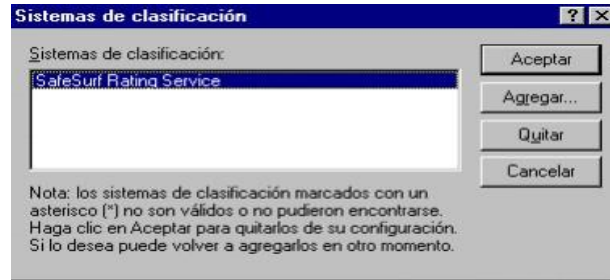 Sistemas de clasificación
Sistemas de clasificación:
SafeSurf Rating Service
Aceptar
Agregar...
Quitar
Cancelar
Nota: los sistemas de clasificación marcados con un
asterisco (*) no son válidos o no pudieron encontrarse.
Haga clic en Aceptar para quitarlos de su configuración.
Si lo desea puede volver a agregarlos en otro momento.